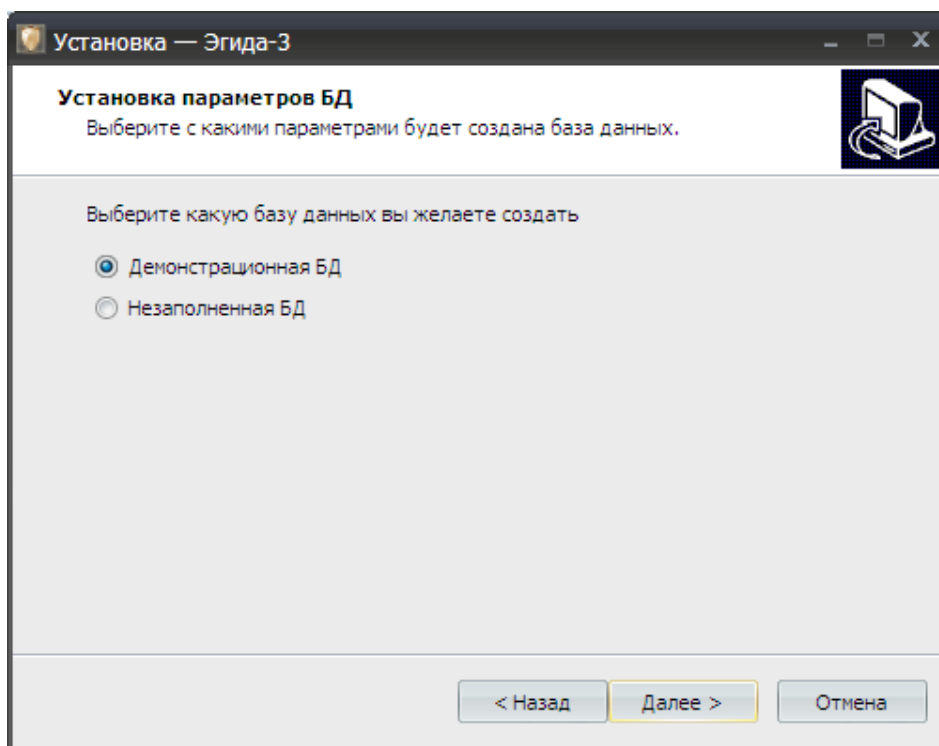 Установка — Эгида-3
Установка параметров БД
Выберите с какими параметрами будет создана база данных.
Выберите какую базу данных вы желаете создать
Демонстрационная БД
Незаполненная БД
< Назад
Далее >
Отмена